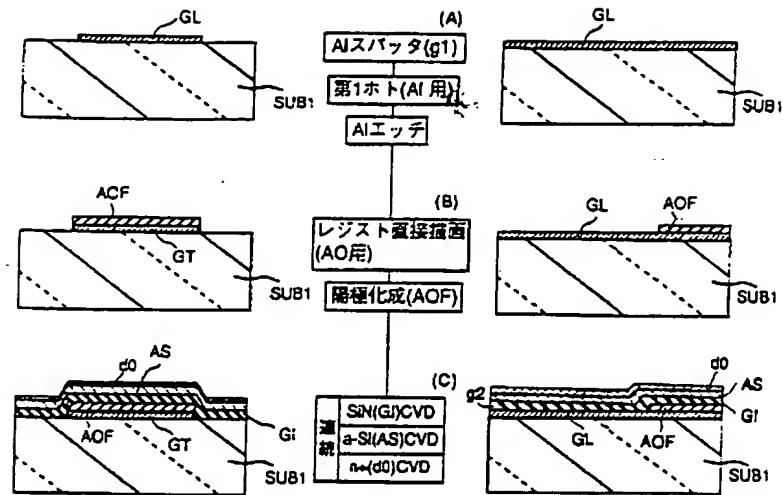 GL
SUB1
(A)
Alスパッタ(g1)
第1ホト(Al用)
Alエッチ
GL
SUB1
AOF
GT
SUB1
(B)
レジスト直接描画
(AO用)
陽極化成(AOF)
GL
AOF
SUB1
d0
AS
GI
AOF
GT
SUB1
(C)
連続
SiN(GI)CVD
a-Si(AS)CVD
n+(d0)CVD
g2
d0
AS
GI
GL
AOF
SUB1